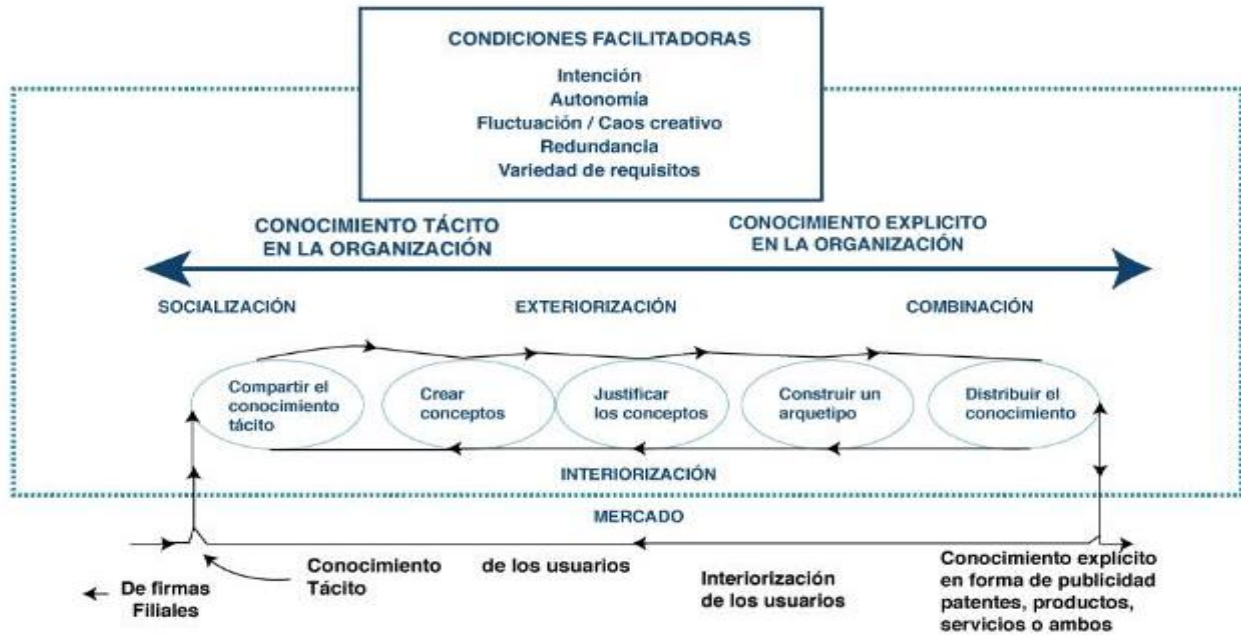 CONDICIONES FACILITADORAS
Intención
Autonomía
Fluctuación / Caos creativo
Redundancia
Variedad de requisitos
CONOCIMIENTO TÁCITO
EN LA ORGANIZACIÓN
CONOCIMIENTO EXPLICITO
EN LA ORGANIZACIÓN
SOCIALIZACIÓN
EXTERIORIZACIÓN
COMBINACIÓN
Compartir el
conocimiento
tácito
Crear
conceptos
Justificar
los conceptos
Construir un
arquetipo
Distribuir el
conocimiento
INTERIORIZACIÓN
MERCADO
De firmas
Filiales
Conocimiento
Tácito
de los usuarios
Interiorización
de los usuarios
Conocimiento explícito
en forma de publicidad
patentes, productos,
servicios o ambos